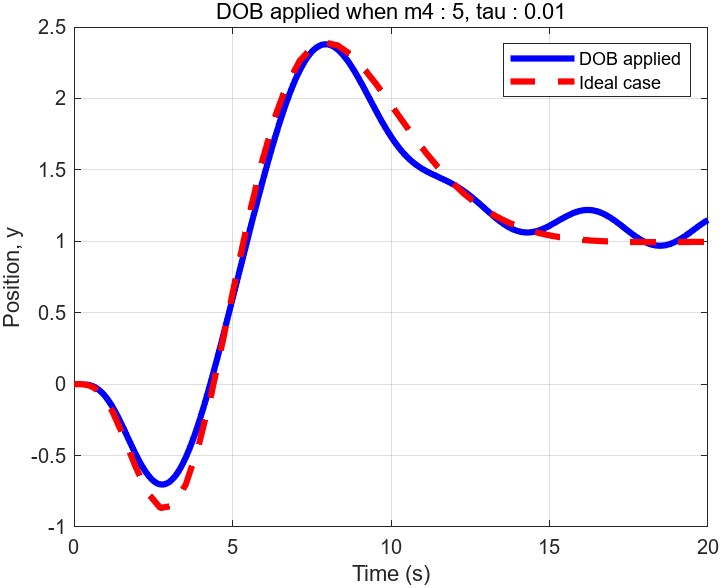 DOB applied when m4 : 5, tau : 0.01
2.5
2
1.5
1
0.5
0
-0.5
-1
Position, y
DOB applied
Ideal case
0
5
10
15
20
Time (s)